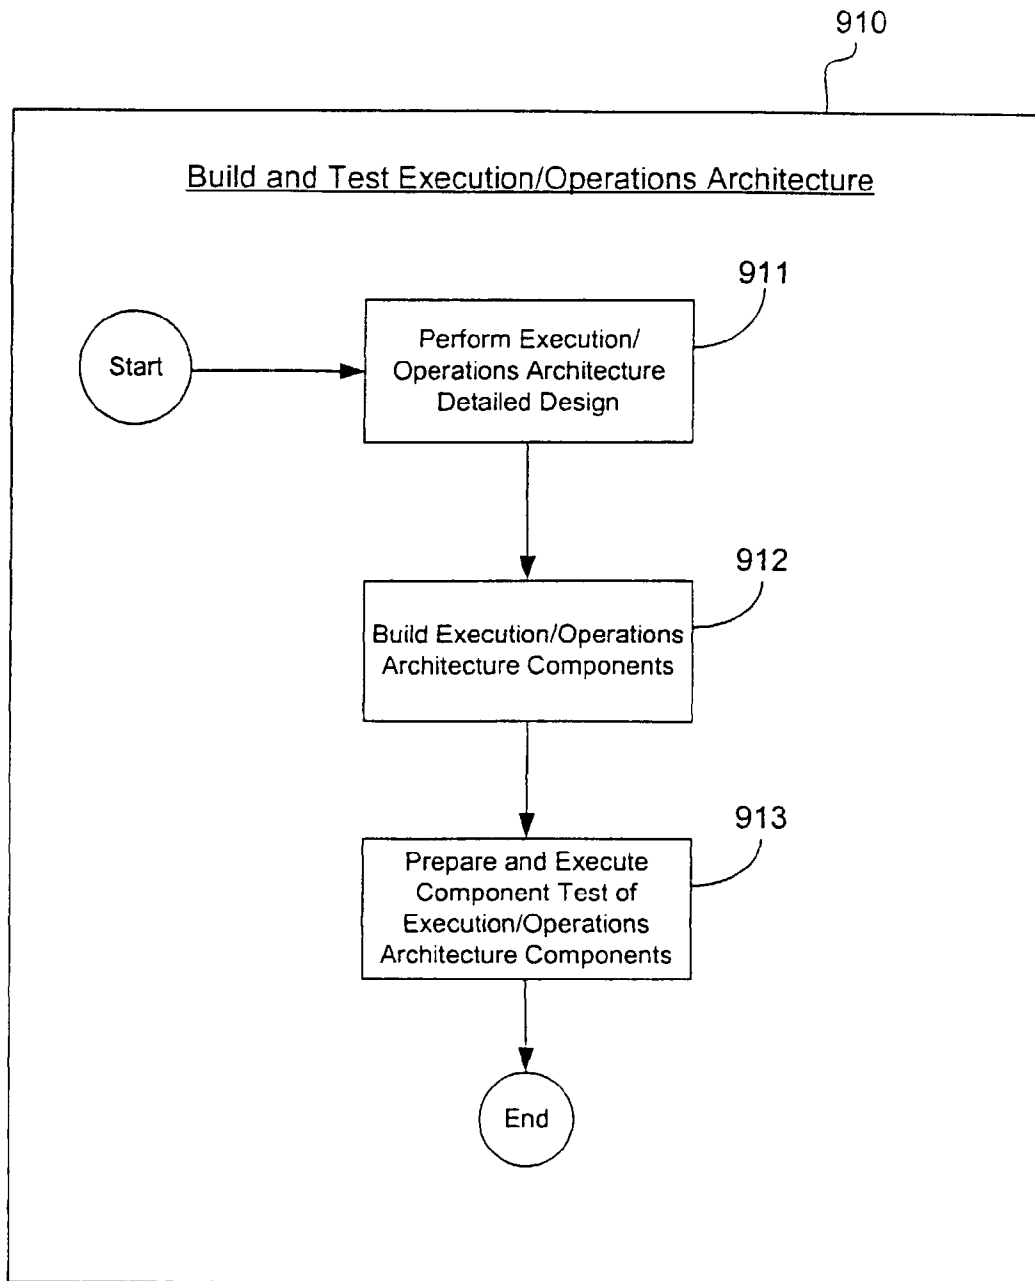 910
Build and Test Execution/Operations Architecture
911
Start
Perform Execution/
Operations Architecture
Detailed Design
912
Build Execution/Operations
Architecture Components
913
Prepare and Execute
Component Test of
Execution/Operations
Architecture Components
End